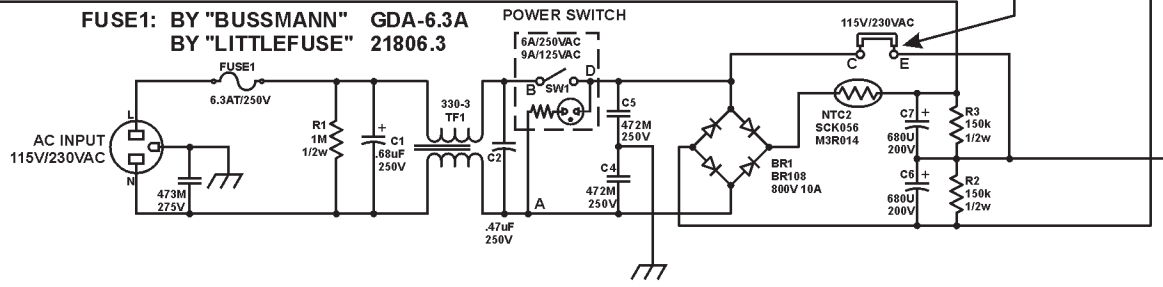 FUSE1: BY "BUSSMANN" GDA-6.3A
BY "LITTLEFUSE" 21806.3
POWER SWITCH
6A/250VAC
9A/125VAC
115V/230VAC
FUSE1
6.3AT/250V
L
AC INPUT
115V/230VAC
N
473M
275V
R1
1M
1/2w
+
C1
.68uF
250V
330-3
TF1
C2
.47uF
250V
B
SW1
D
A
C5
472M
250V
C4
472M
250V
BR1
BR108
800V 10A
C
E
NTC2
SCK056
M3R014
C7
+
680U
200V
R3
150k
1/2w
C6
+
680U
200V
R2
150k
1/2w